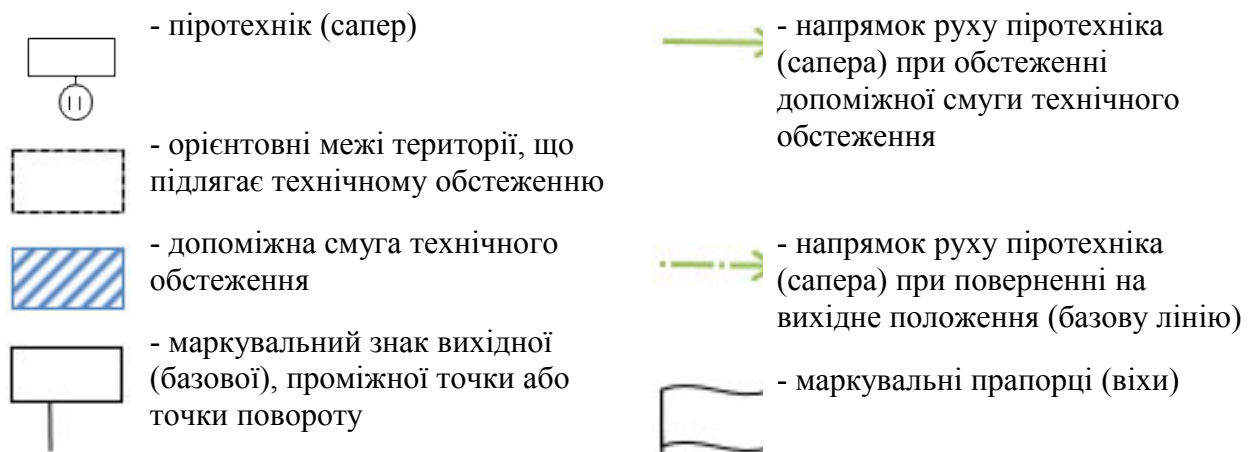 - піротехнік (сапер)
- орієнтовні межі території, що
підлягає технічному обстеженню
- допоміжна смуга технічного
обстеження
- маркувальний знак вихідної
(базової), проміжної точки або
точки повороту
- напрямок руху піротехніка
(сапера) при обстеженні
допоміжної смуги технічного
обстеження
- напрямок руху піротехніка
(сапера) при поверненні на
вихідне положення (базову лінію)
- маркувальні прапорці (віхи)